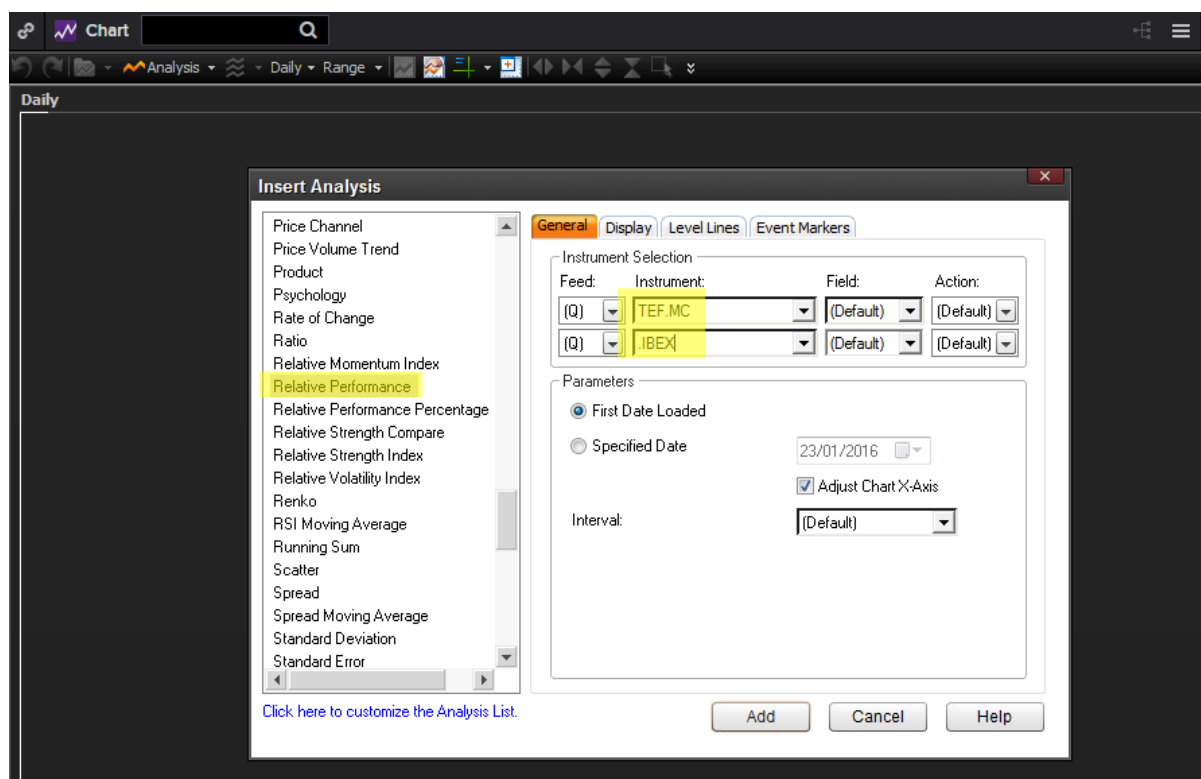 Chart
Analysis Daily Range
Daily
Insert Analysis
Price Channel
Price Volume Trend
Product
Psychology
Rate of Change
Ratio
Relative Momentum Index
Relative Performance
Relative Performance Percentage
Relative Strength Compare
Relative Strength Index
Relative Volatility Index
Renko
RSI Moving Average
Running Sum
Scatter
Spread
Spread Moving Average
Standard Deviation
Standard Error
Click here to customize the Analysis List.
General Display Level Lines Event Markers
Instrument Selection
Feed: Instrument: Field: Action:
(Q) TEF.MC (Default) (Default)
(Q) .IBEX (Default) (Default)
Parameters
First Date Loaded
Specified Date 23/01/2016
Adjust Chart X-Axis
Interval: (Default)
Add Cancel Help